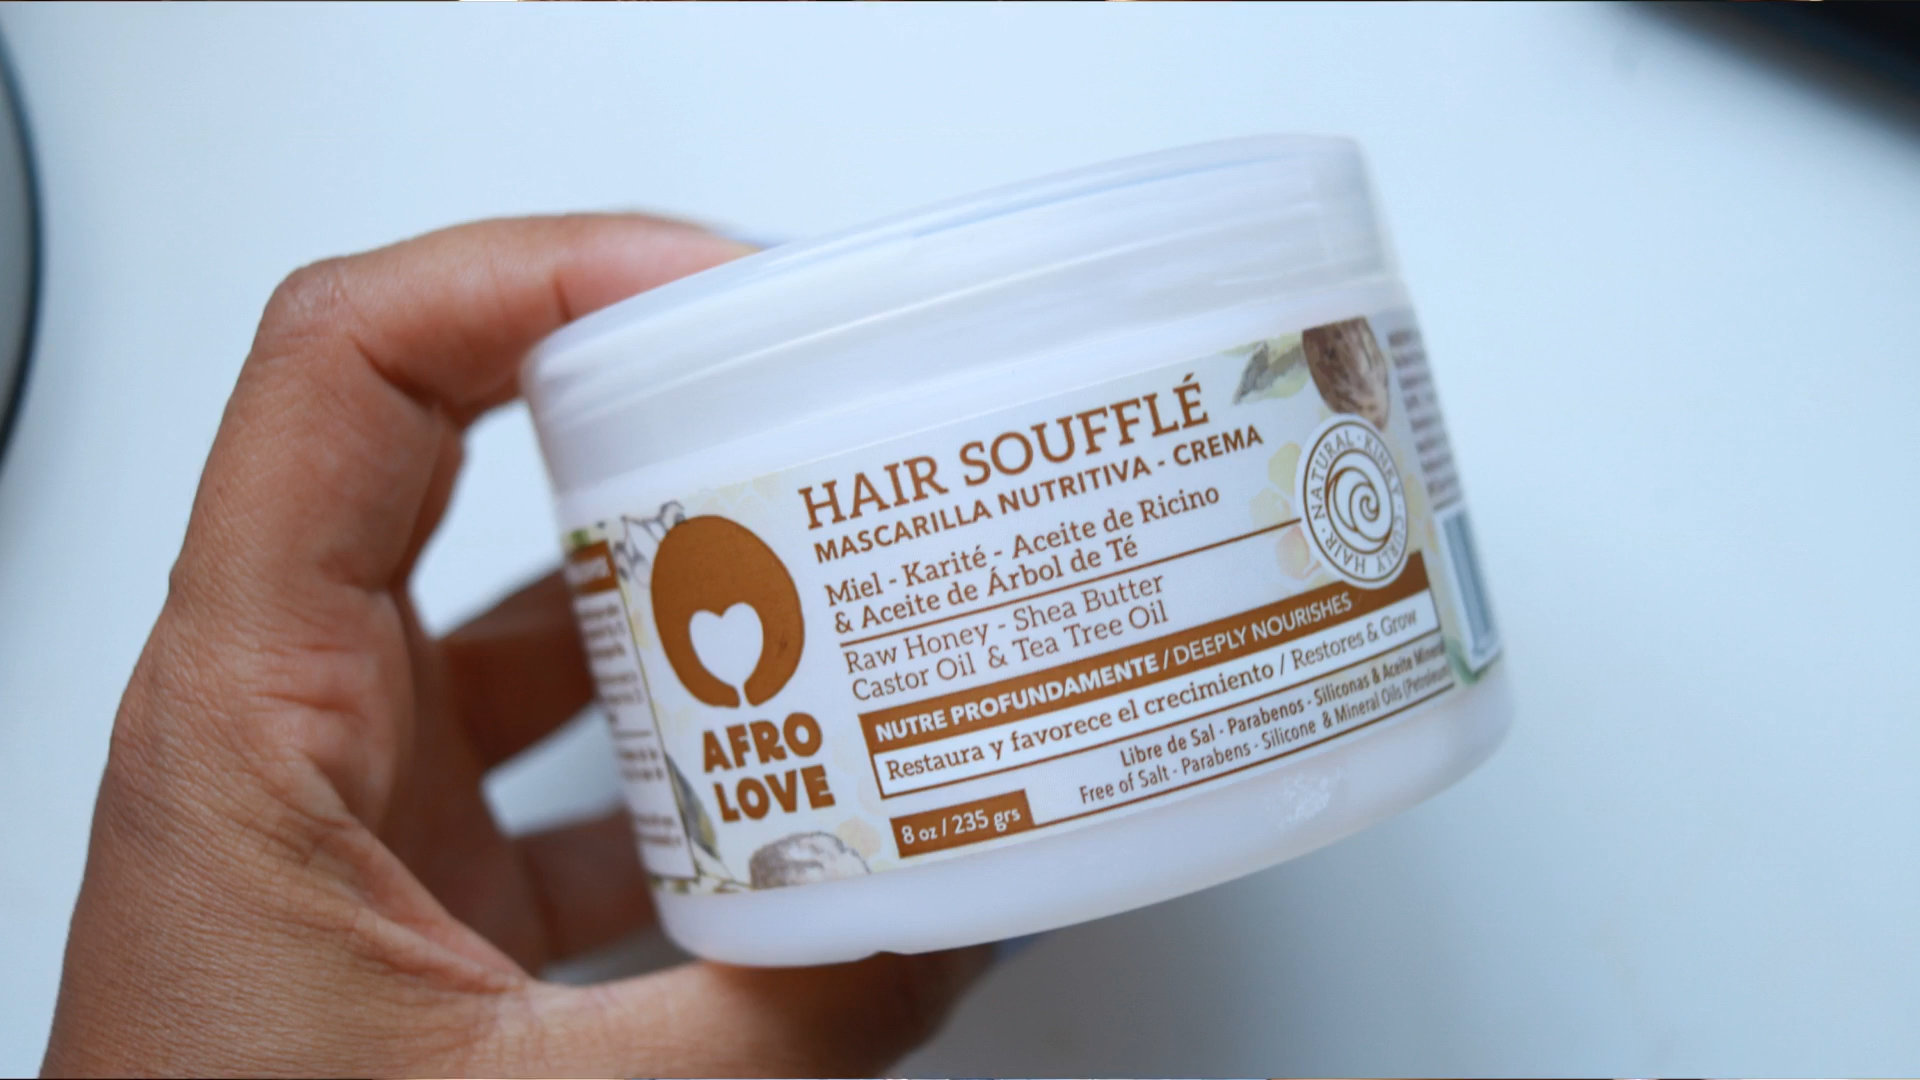 HAIR SOUFFLÉ
MASCARILLA NUTRITIVA - CREMA
Miel - Karité - Aceite de Ricino
& Aceite de Árbol de Té
Raw Honey - Shea Butter
Castor Oil & Tea Tree Oil
NUTRE PROFUNDAMENTE / DEEPLY NOURISHES
Restaura y favorece el crecimiento / Restores & Grow
Libre de Sal - Parabenos - Siliconas & Aceite
Free of Salt - Parabens - Silicone & Mineral Oils
8 oz / 235 grs
AFRO
LOVE
NATURAL · KINKY · CURLY HAIR ·